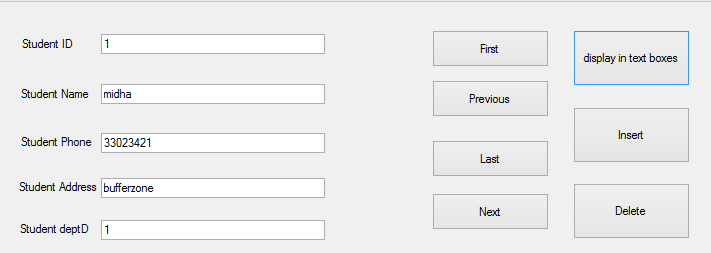 Student ID 1
Student Name midha
Student Phone 33023421
Student Address bufferzone
Student deptD 1
First
Previous
Last
Next
display in text boxes
Insert
Delete